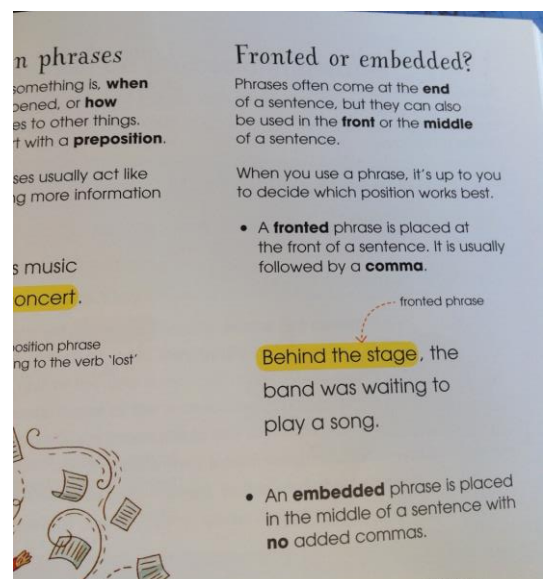 n phrases
something is, when
pened, or how
es to other things.
t with a preposition.
ses usually act like
ng more information
s music
oncert.
osition phrase
ng to the verb 'lost'
Fronted or embedded?
Phrases often come at the end
of a sentence, but they can also
be used in the front or the middle
of a sentence.
When you use a phrase, it's up to you
to decide which position works best.
• A fronted phrase is placed at
the front of a sentence. It is usually
followed by a comma.
fronted phrase
Behind the stage, the
band was waiting to
play a song.
• An embedded phrase is placed
in the middle of a sentence with
no added commas.